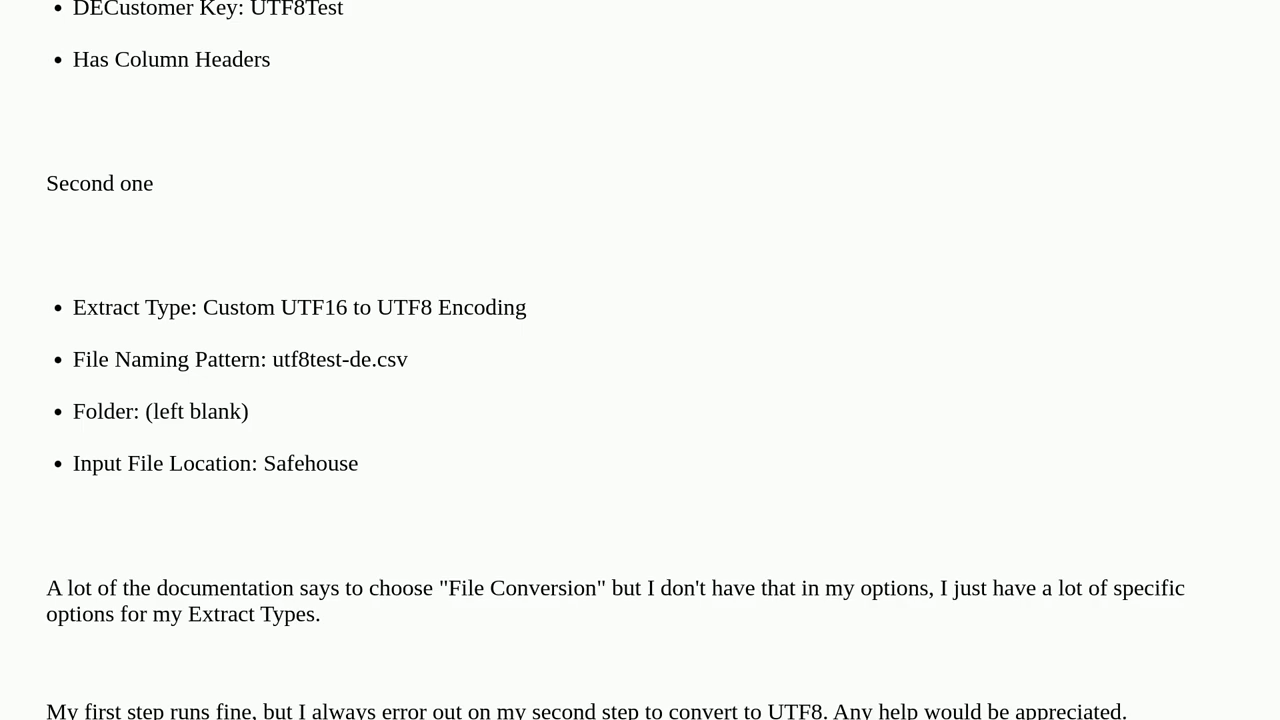 DECustomer Key: UTF8Test
Has Column Headers
Second one
Extract Type: Custom UTF16 to UTF8 Encoding
File Naming Pattern: utf8test-de.csv
Folder: (left blank)
Input File Location: Safehouse
A lot of the documentation says to choose "File Conversion" but I don't have that in my options, I just have a lot of specific
options for my Extract Types.
My first step runs fine, but I always error out on my second step to convert to UTF8. Any help would be appreciated.